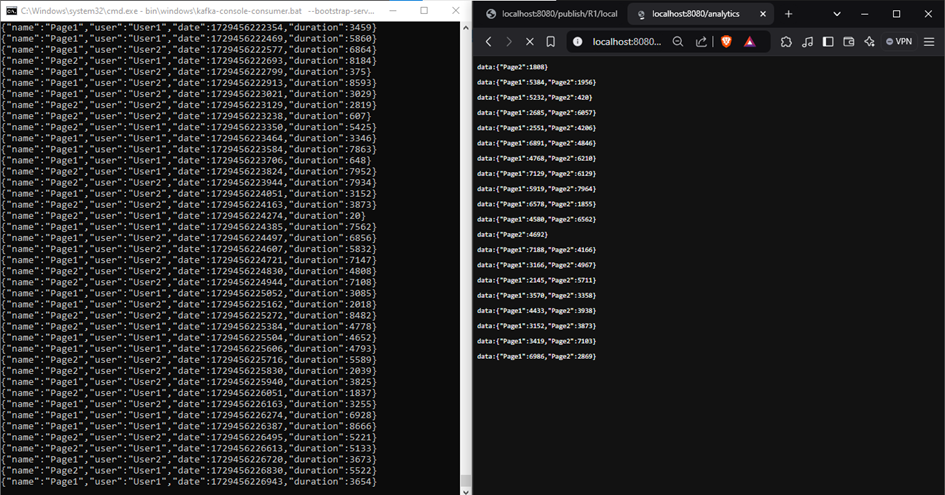 C:\Windows\system32\cmd.exe - bin\windows\kafka-console-consumer.bat --bootstrap-serv...
{"name":"Page1","user":"User1","date":1729456222354,"duration":3459}
{"name":"Page1","user":"User2","date":1729456222469,"duration":5860}
{"name":"Page1","user":"User1","date":1729456222577,"duration":6864}
{"name":"Page2","user":"User1","date":1729456222693,"duration":8184}
{"name":"Page1","user":"User2","date":1729456222799,"duration":375}
{"name":"Page2","user":"User1","date":1729456222913,"duration":8593}
{"name":"Page1","user":"User2","date":1729456223021,"duration":3029}
{"name":"Page2","user":"User2","date":1729456223129,"duration":2819}
{"name":"Page1","user":"User2","date":1729456223238,"duration":607}
{"name":"Page2","user":"User1","date":1729456223350,"duration":5425}
{"name":"Page1","user":"User1","date":1729456223464,"duration":3346}
{"name":"Page1","user":"User1","date":1729456223584,"duration":7863}
{"name":"Page1","user":"User2","date":1729456223706,"duration":648}
{"name":"Page2","user":"User1","date":1729456223824,"duration":7952}
{"name":"Page2","user":"User2","date":1729456223944,"duration":7934}
{"name":"Page1","user":"User2","date":1729456224051,"duration":3152}
{"name":"Page2","user":"User2","date":1729456224163,"duration":3873}
{"name":"Page2","user":"User1","date":1729456224274,"duration":20}
{"name":"Page1","user":"User1","date":1729456224385,"duration":7562}
{"name":"Page1","user":"User2","date":1729456224497,"duration":6856}
{"name":"Page2","user":"User2","date":1729456224607,"duration":5832}
{"name":"Page2","user":"User1","date":1729456224721,"duration":7147}
{"name":"Page1","user":"User2","date":1729456224830,"duration":4808}
{"name":"Page2","user":"User2","date":1729456224944,"duration":7108}
{"name":"Page1","user":"User1","date":1729456225052,"duration":3085}
{"name":"Page2","user":"User1","date":1729456225162,"duration":2018}
{"name":"Page2","user":"User2","date":1729456225272,"duration":8482}
{"name":"Page2","user":"User1","date":1729456225384,"duration":4778}
{"name":"Page1","user":"User1","date":1729456225504,"duration":4652}
{"name":"Page1","user":"User2","date":1729456225606,"duration":4793}
{"name":"Page2","user":"User1","date":1729456225716,"duration":5589}
{"name":"Page1","user":"User2","date":1729456225830,"duration":2039}
{"name":"Page1","user":"User2","date":1729456225940,"duration":3825}
{"name":"Page2","user":"User1","date":1729456226051,"duration":1837}
{"name":"Page1","user":"User2","date":1729456226163,"duration":3255}
{"name":"Page1","user":"User1","date":1729456226274,"duration":6928}
{"name":"Page1","user":"User1","date":1729456226387,"duration":8666}
{"name":"Page2","user":"User2","date":1729456226495,"duration":5221}
{"name":"Page2","user":"User1","date":1729456226613,"duration":5133}
{"name":"Page1","user":"User2","date":1729456226720,"duration":3673}
{"name":"Page2","user":"User2","date":1729456226830,"duration":5522}
{"name":"Page1","user":"User1","date":1729456226943,"duration":3654}
localhost:8080/publish/R1/local
localhost:8080/analytics
localhost:8080...
VPN
data:{"Page2":1808}
data:{"Page1":5384,"Page2":1956}
data:{"Page1":5232,"Page2":420}
data:{"Page1":2685,"Page2":6057}
data:{"Page1":2551,"Page2":4206}
data:{"Page1":6891,"Page2":4846}
data:{"Page1":4768,"Page2":6210}
data:{"Page1":7129,"Page2":6129}
data:{"Page1":5919,"Page2":7964}
data:{"Page1":6578,"Page2":1855}
data:{"Page1":4580,"Page2":6562}
data:{"Page2":4692}
data:{"Page1":7188,"Page2":4166}
data:{"Page1":3166,"Page2":4967}
data:{"Page1":2145,"Page2":5711}
data:{"Page1":3570,"Page2":3358}
data:{"Page1":4433,"Page2":3938}
data:{"Page1":3152,"Page2":3873}
data:{"Page1":3419,"Page2":7103}
data:{"Page1":6986,"Page2":2869}